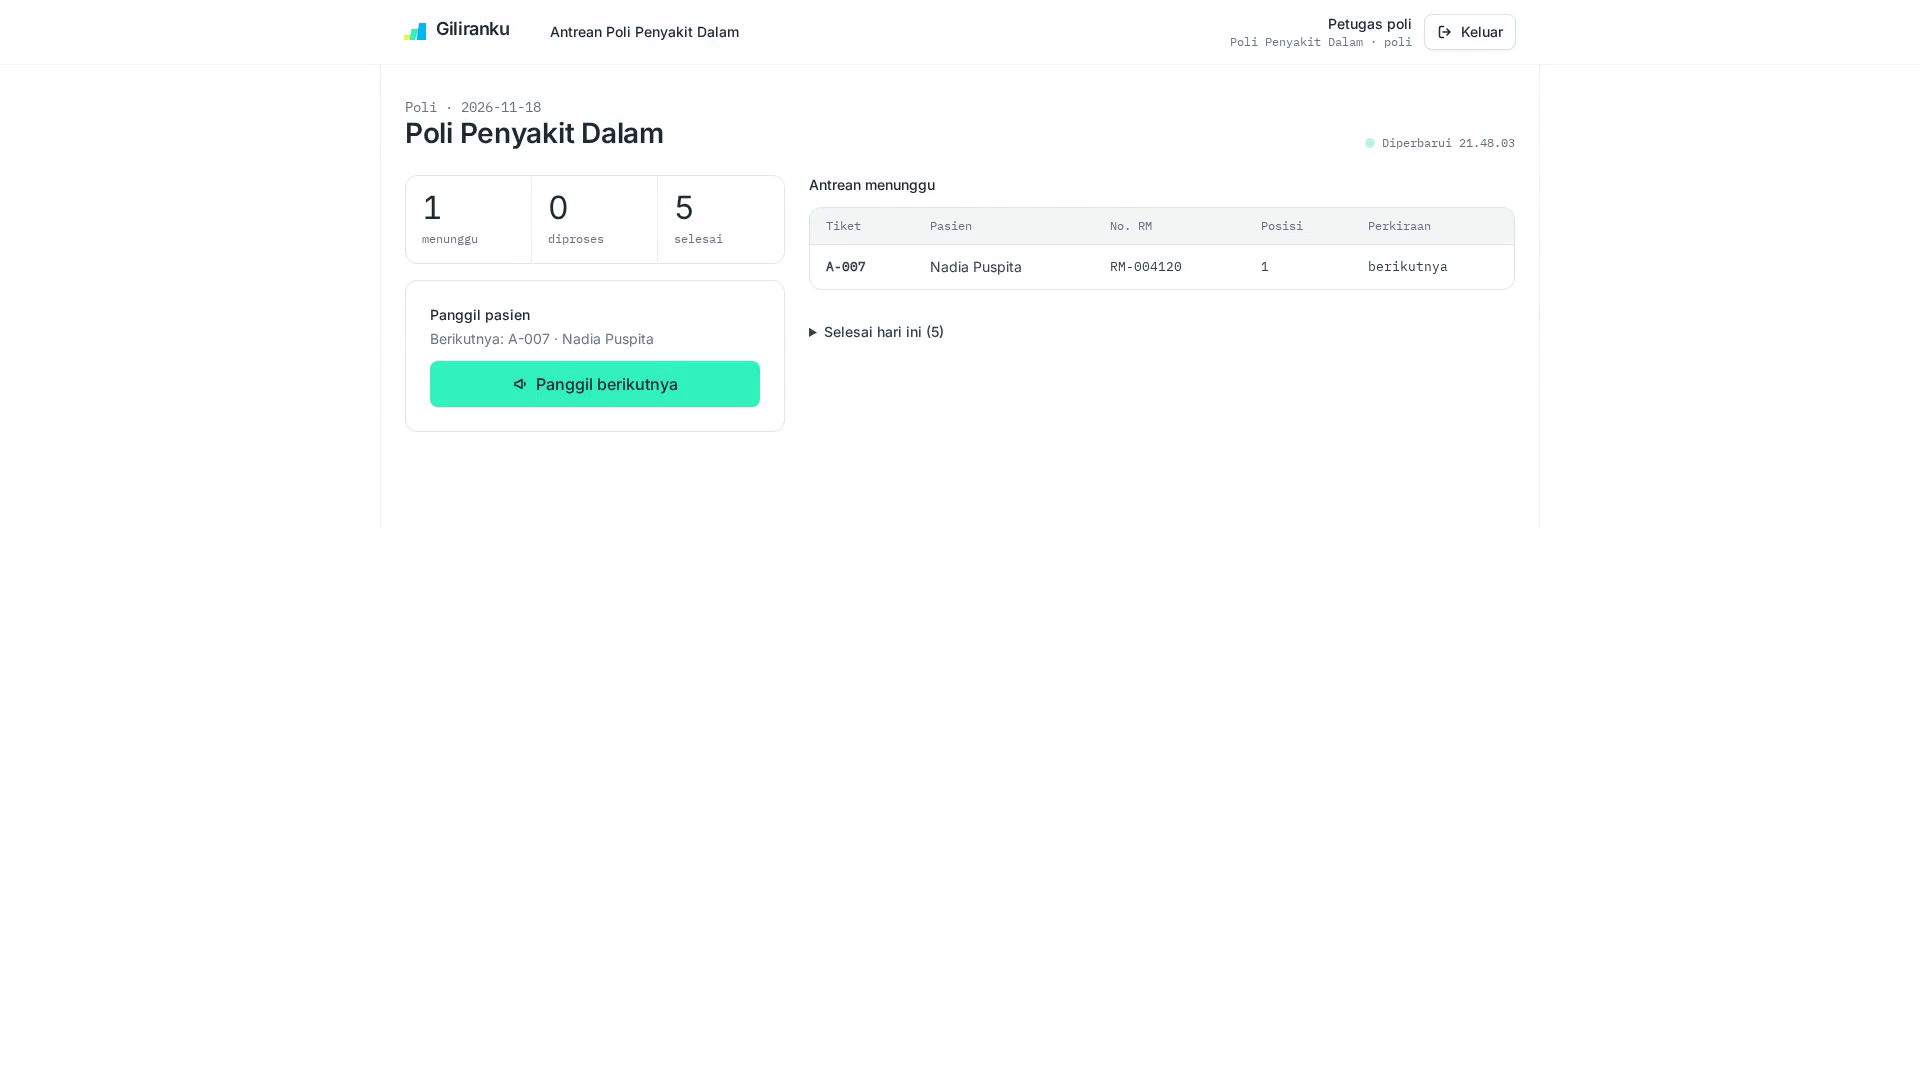 Giliranku
Antrean Poli Penyakit Dalam
Petugas poli
Poli Penyakit Dalam · poli
Keluar
Poli · 2026-11-18
Poli Penyakit Dalam
Diperbarui 21.48.03
1 0 5
menunggu diproses selesai
Panggil pasien
Berikutnya: A-007 · Nadia Puspita
Panggil berikutnya
Antrean menunggu
Tiket Pasien No. RM Posisi Perkiraan
A-007 Nadia Puspita RM-004120 1 berikutnya
Selesai hari ini (5)